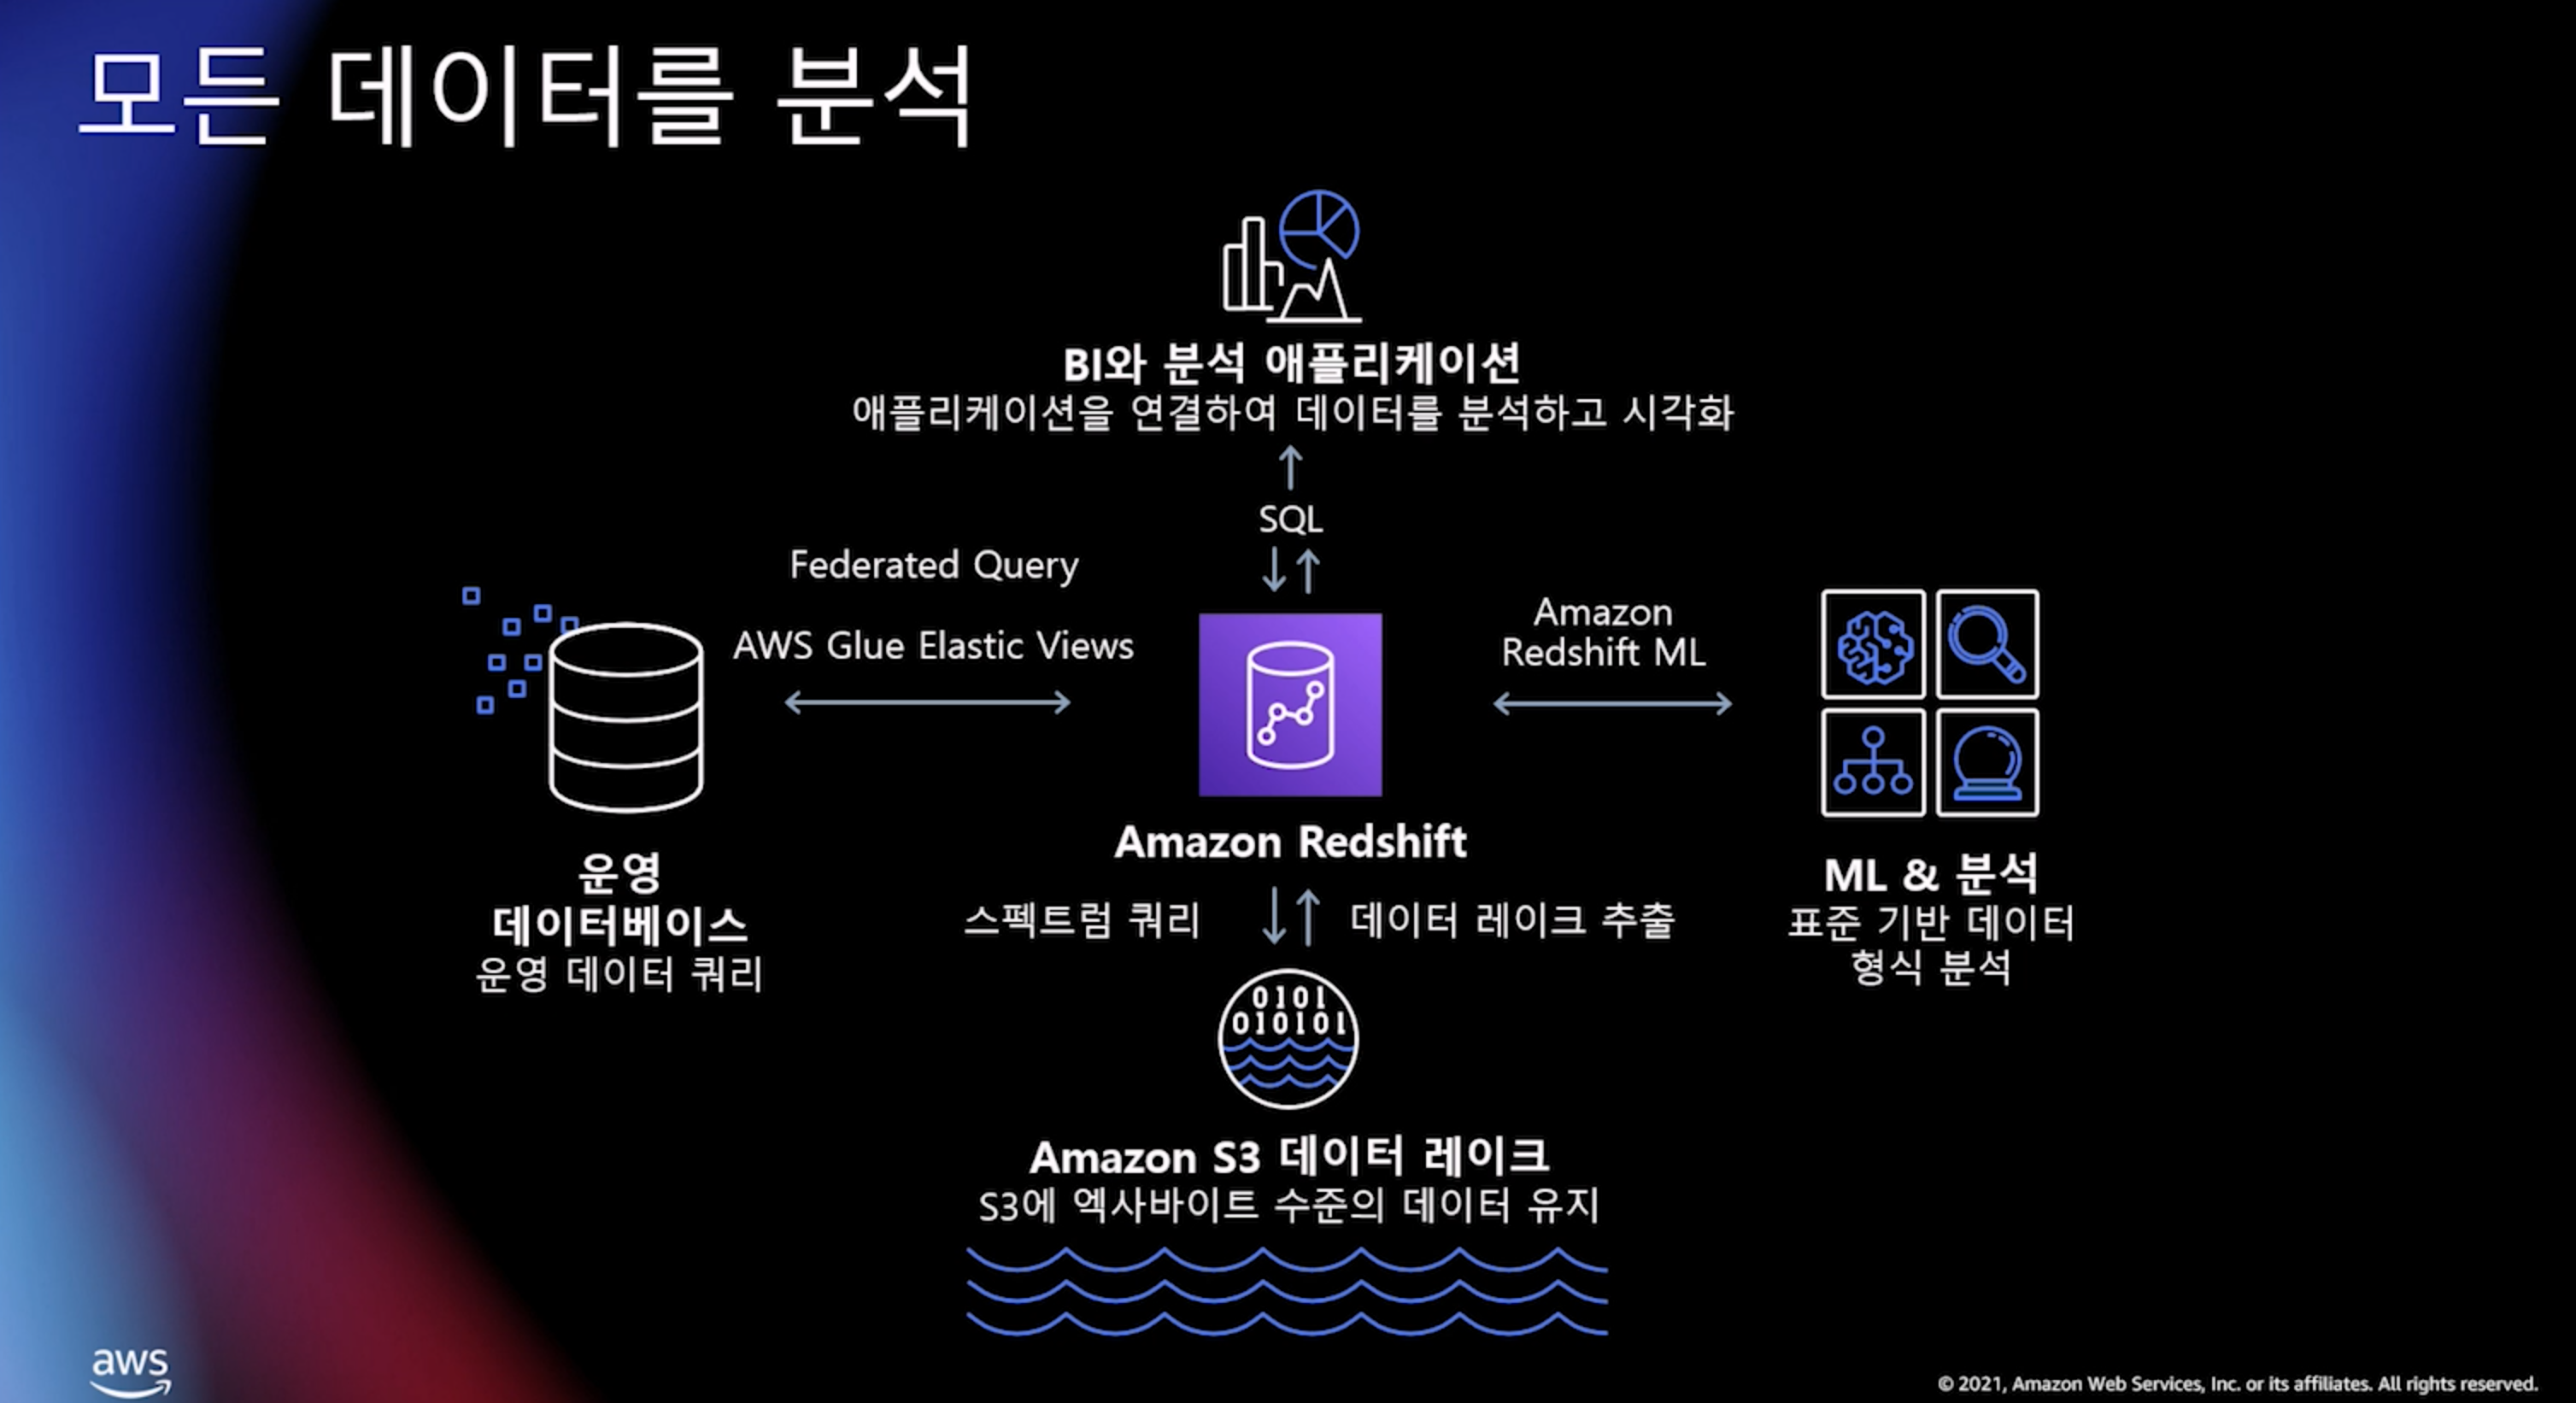 모든 데이터를 분석
BI와 분석 애플리케이션
애플리케이션을 연결하여 데이터를 분석하고 시각화
SQL
Federated Query
AWS Glue Elastic Views
Amazon
Redshift ML
Amazon Redshift
운영
데이터베이스
운영 데이터 쿼리
스펙트럼 쿼리
데이터 레이크 추출
ML & 분석
표준 기반 데이터
형식 분석
0101
010101
Amazon S3 데이터 레이크
S3에 엑사바이트 수준의 데이터 유지
aws
© 2021, Amazon Web Services, Inc. or its affiliates. All rights reserved.